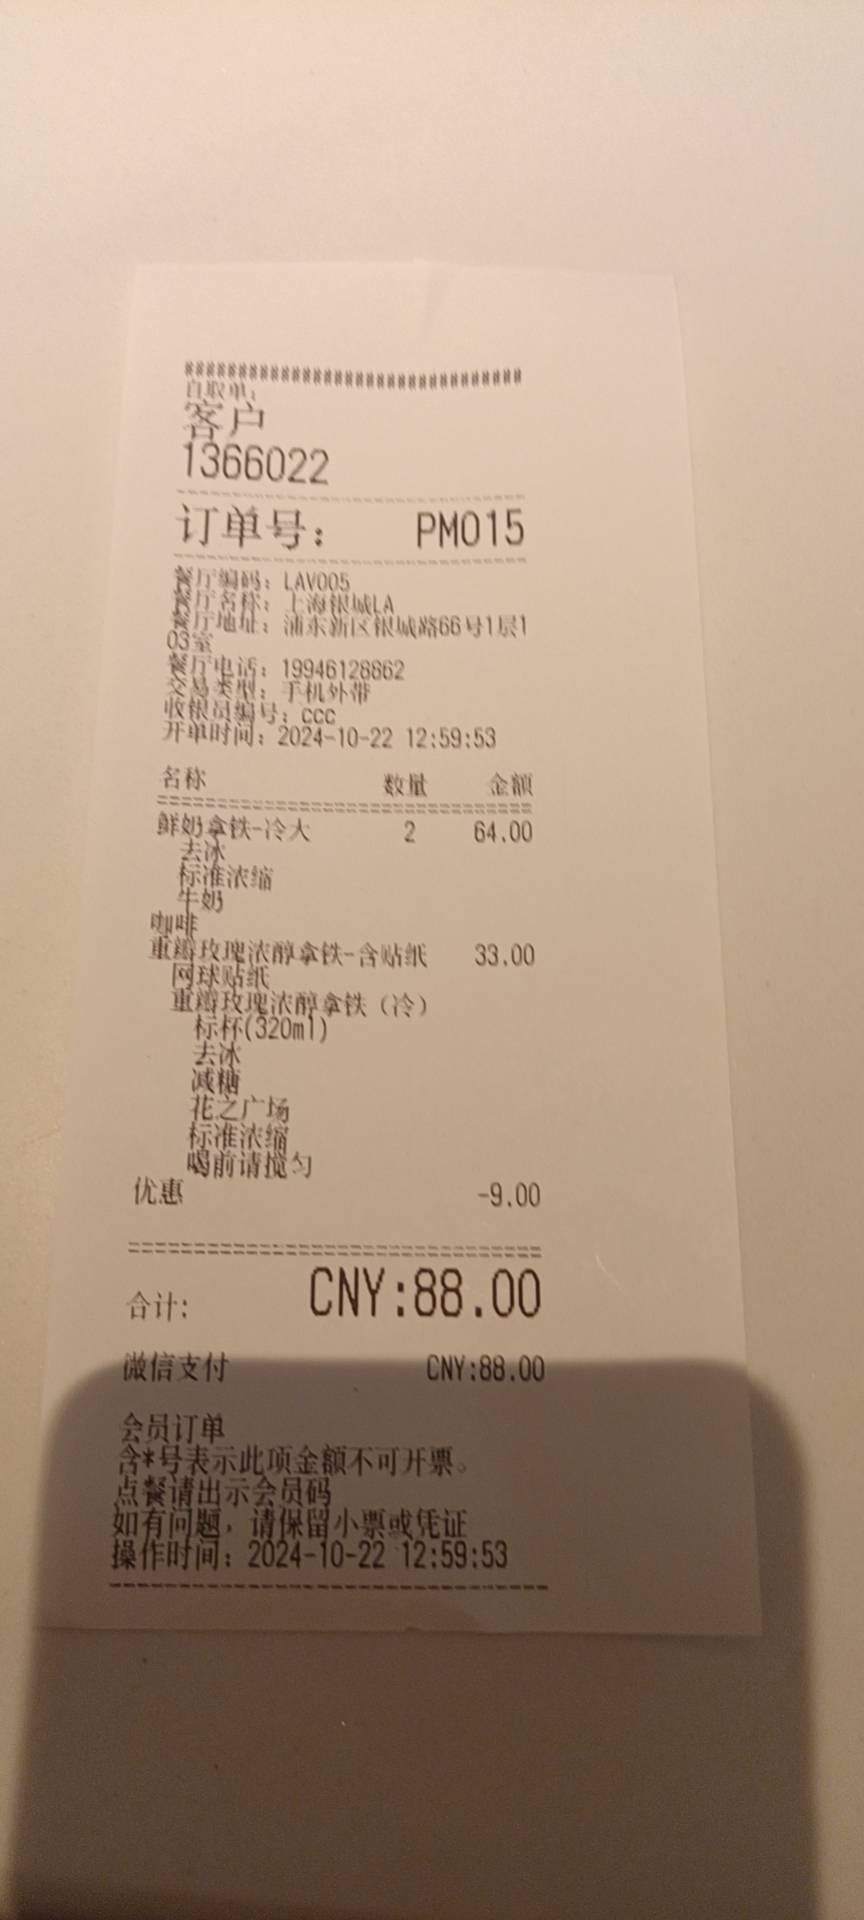 ################################
自取单:
客户
1366022
订单号: PM015
餐厅编码: LAV005
餐厅名称: 上海银城LA
餐厅地址: 浦东新区银城路66号1层1
03室
餐厅电话: 19946128862
交易类型: 手机外带
收银员编号: ccc
开单时间: 2024-10-22 12:59:53
名称 数量 金额
================================
鲜奶拿铁-冷大 2 64.00
去冰
标准浓缩
牛奶
咖啡
重瓣玫瑰浓醇拿铁-含贴纸 33.00
网球贴纸
重瓣玫瑰浓醇拿铁（冷）
标杯(320ml)
去冰
减糖
花之广场
标准浓缩
喝前请搅匀
优惠 -9.00
================================
合计: CNY:88.00
微信支付 CNY:88.00
会员订单
含*号表示此项金额不可开票。
点餐请出示会员码
如有问题，请保留小票或凭证
操作时间: 2024-10-22 12:59:53